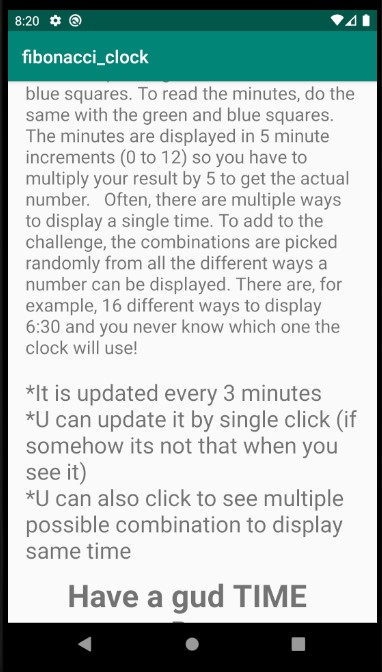 8:20
fibonacci_clock
blue squares. To read the minutes, do the
same with the green and blue squares.
The minutes are displayed in 5 minute
increments (0 to 12) so you have to
multiply your result by 5 to get the actual
number.   Often, there are multiple ways
to display a single time. To add to the
challenge, the combinations are picked
randomly from all the different ways a
number can be displayed. There are, for
example, 16 different ways to display
6:30 and you never know which one the
clock will use!
*It is updated every 3 minutes
*U can update it by single click (if
somehow its not that when you
see it)
*U can also click to see multiple
possible combination to display
same time
Have a gud TIME